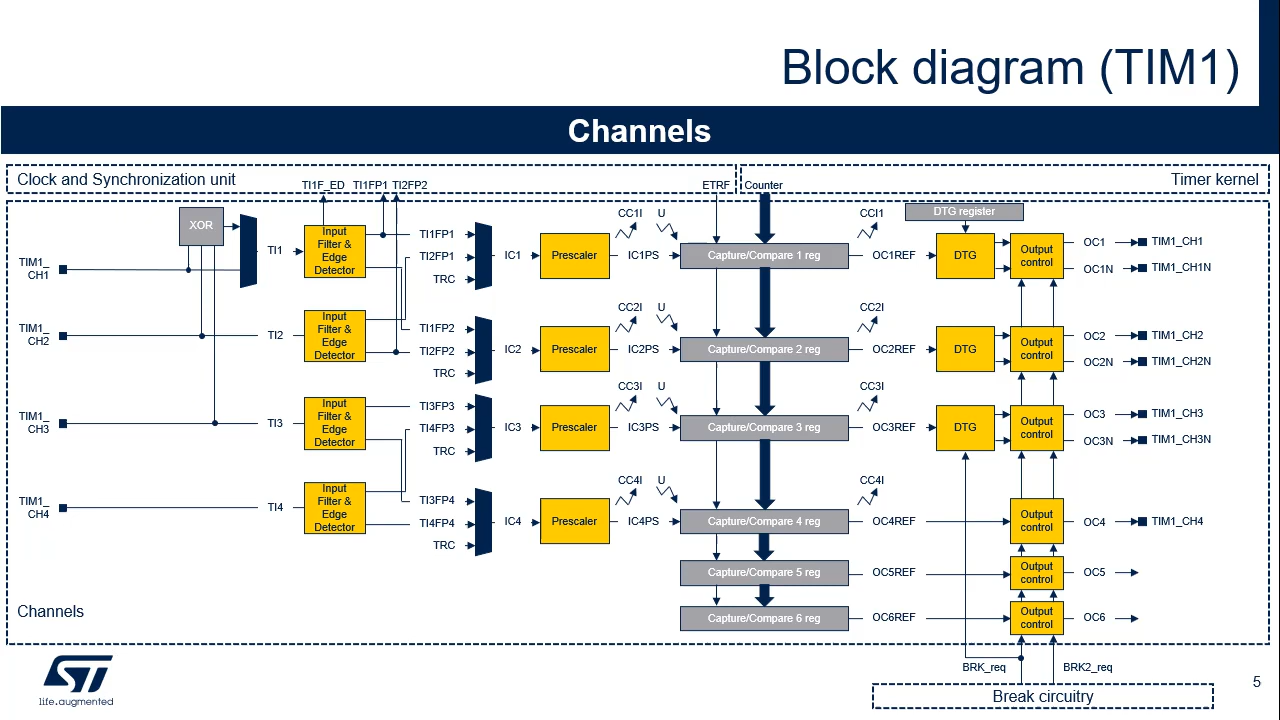 Block diagram (TIM1)
Channels
Clock and Synchronization unit
TI1F_ED TI1FP1 TI2FP2
ETRF
Counter
Timer kernel
XOR
TI1
Input
Filter &
Edge
Detector
TI1FP1
TI2FP1
TRC
IC1
Prescaler
CC1I
U
IC1PS
Capture/Compare 1 reg
CCI1
OC1REF
DTG register
DTG
Output
control
OC1
OC1N
TIM1_CH1
TIM1_CH1N
TIM1_
CH1
TIM1_
CH2
TI2
Input
Filter &
Edge
Detector
TI1FP2
TI2FP2
TRC
IC2
Prescaler
CC2I
U
IC2PS
Capture/Compare 2 reg
CC2I
OC2REF
DTG
Output
control
OC2
OC2N
TIM1_CH2
TIM1_CH2N
TIM1_
CH3
TI3
Input
Filter &
Edge
Detector
TI3FP3
TI4FP3
TRC
IC3
Prescaler
CC3I
U
IC3PS
Capture/Compare 3 reg
CC3I
OC3REF
DTG
Output
control
OC3
OC3N
TIM1_CH3
TIM1_CH3N
TIM1_
CH4
TI4
Input
Filter &
Edge
Detector
TI3FP4
TI4FP4
TRC
IC4
Prescaler
CC4I
U
IC4PS
Capture/Compare 4 reg
CC4I
OC4REF
Output
control
OC4
TIM1_CH4
Capture/Compare 5 reg
OC5REF
Output
control
OC5
Capture/Compare 6 reg
OC6REF
Output
control
OC6
Channels
BRK_req
BRK2_req
Break circuitry
ST
life.augmented
5